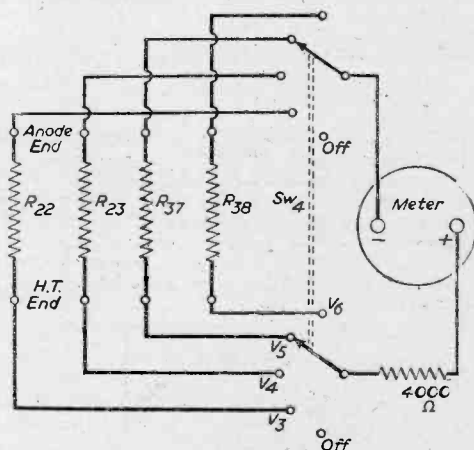 Anode
End
Off
R22
R23
R37
R38
Sw4
Meter
- +
H.T.
End
V6
V5
V4
V3
4000
Ω
Off